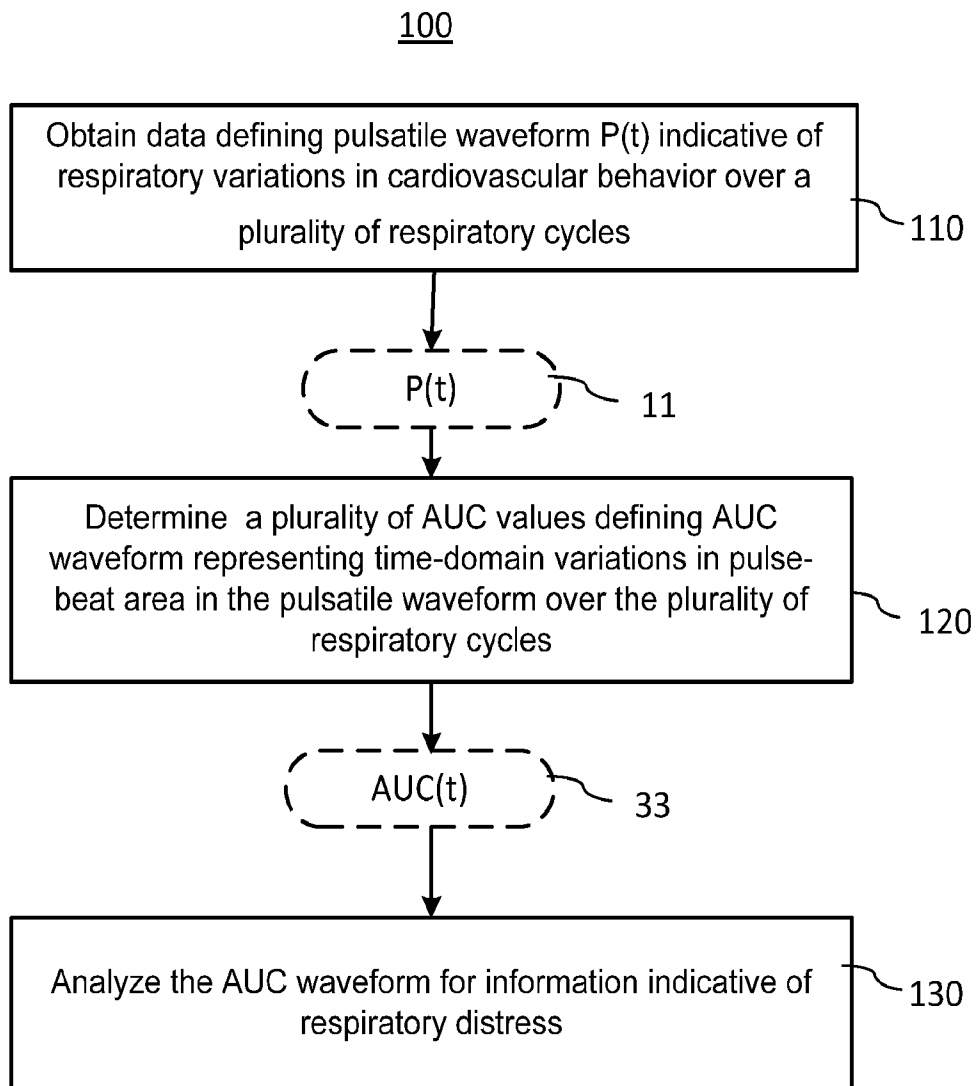 100
Obtain data defining pulsatile waveform P(t) indicative of
respiratory variations in cardiovascular behavior over a
plurality of respiratory cycles
110
P(t)
11
Determine a plurality of AUC values defining AUC
waveform representing time-domain variations in pulse-
beat area in the pulsatile waveform over the plurality of
respiratory cycles
120
AUC(t)
33
Analyze the AUC waveform for information indicative of
respiratory distress
130